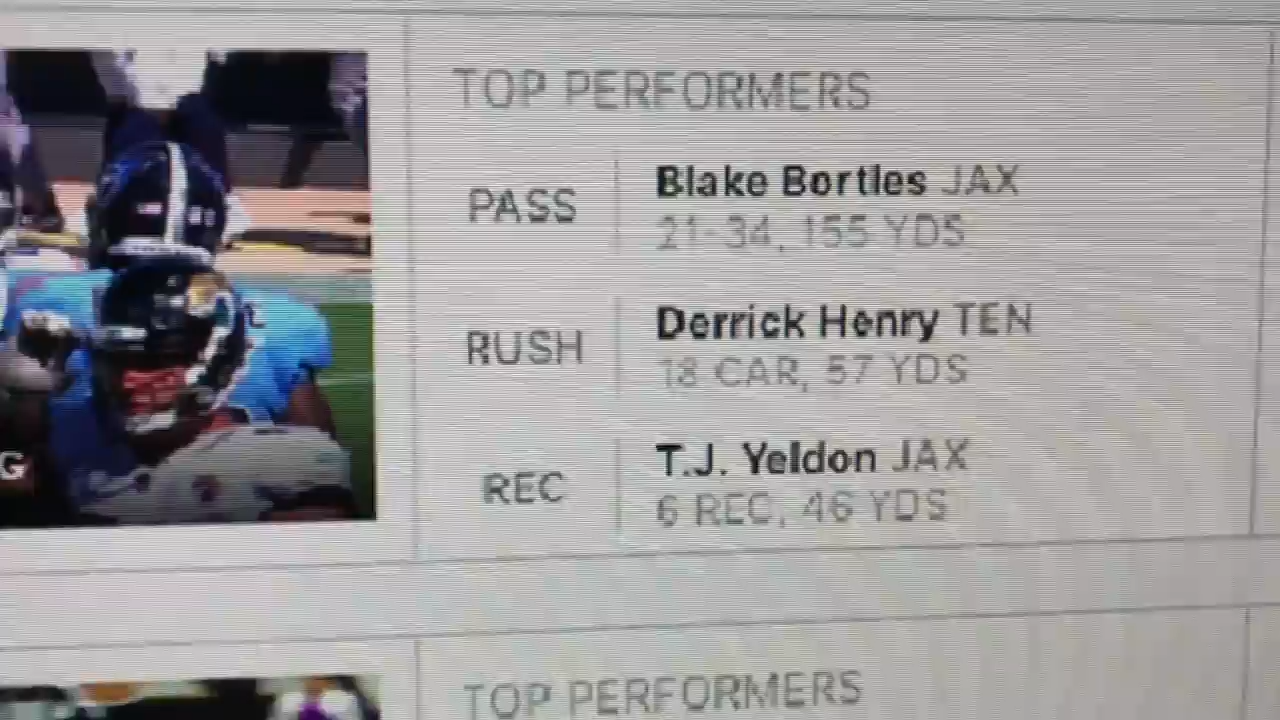 TOP PERFORMERS
PASS
Blake Bortles JAX
21-34, 155 YDS
RUSH
Derrick Henry TEN
18 CAR, 57 YDS
REC
T.J. Yeldon JAX
6 REC, 46 YDS
G
TOP PERFORMERS